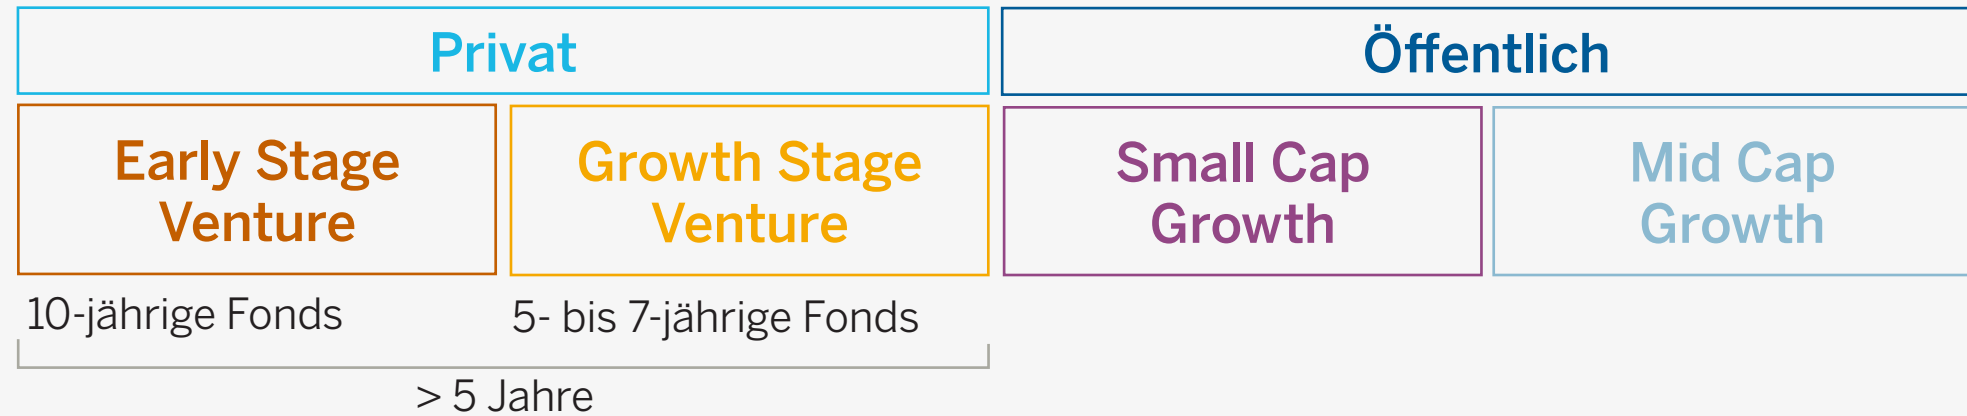 Privat
Öffentlich
Early Stage
Venture
Growth Stage
Venture
Small Cap
Growth
Mid Cap
Growth
10-jährige Fonds
5- bis 7-jährige Fonds
> 5 Jahre